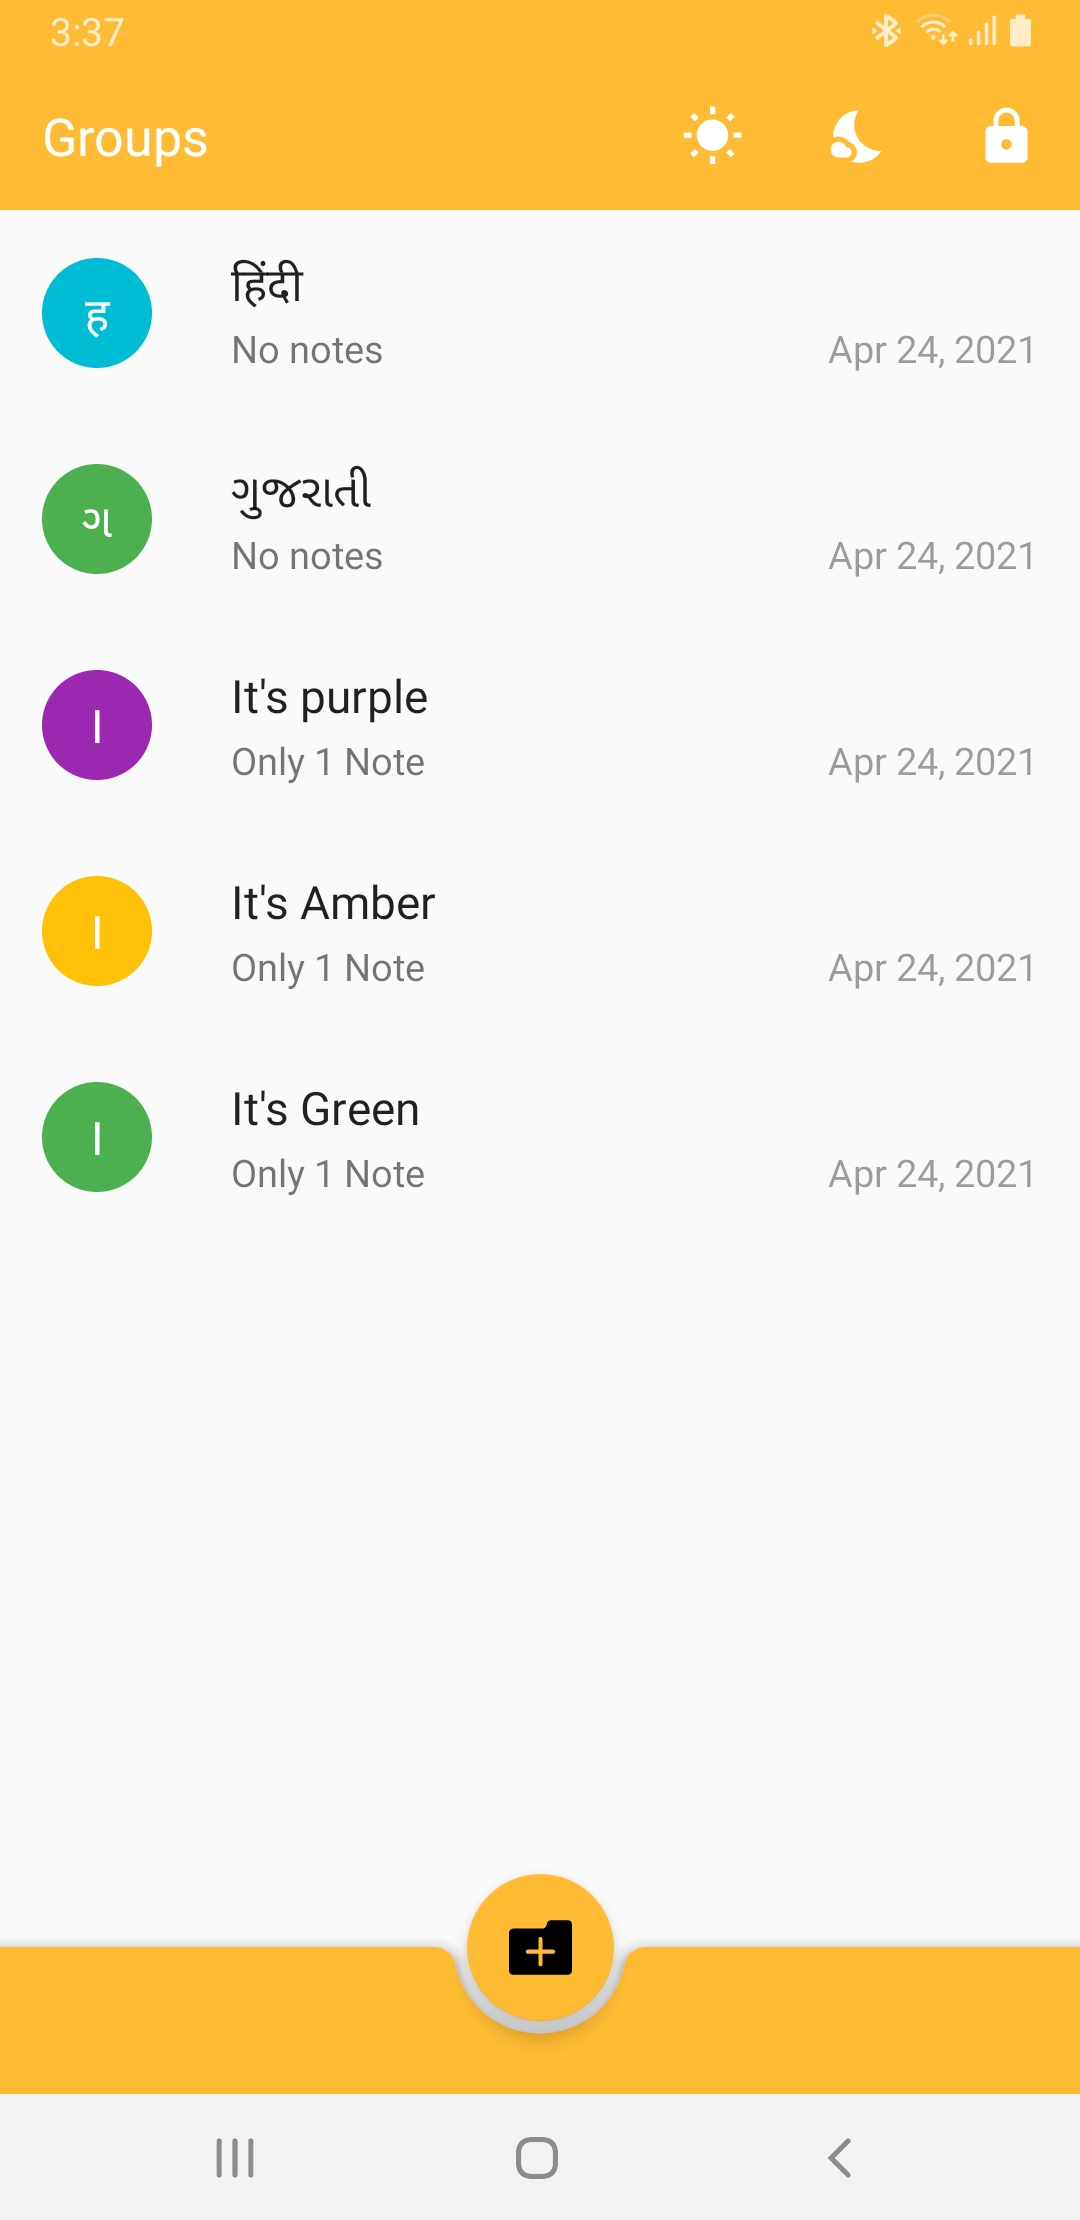 3:37
Groups
ह
हिंदी
No notes
Apr 24, 2021
ગ
ગુજરાતી
No notes
Apr 24, 2021
I
It's purple
Only 1 Note
Apr 24, 2021
I
It's Amber
Only 1 Note
Apr 24, 2021
I
It's Green
Only 1 Note
Apr 24, 2021